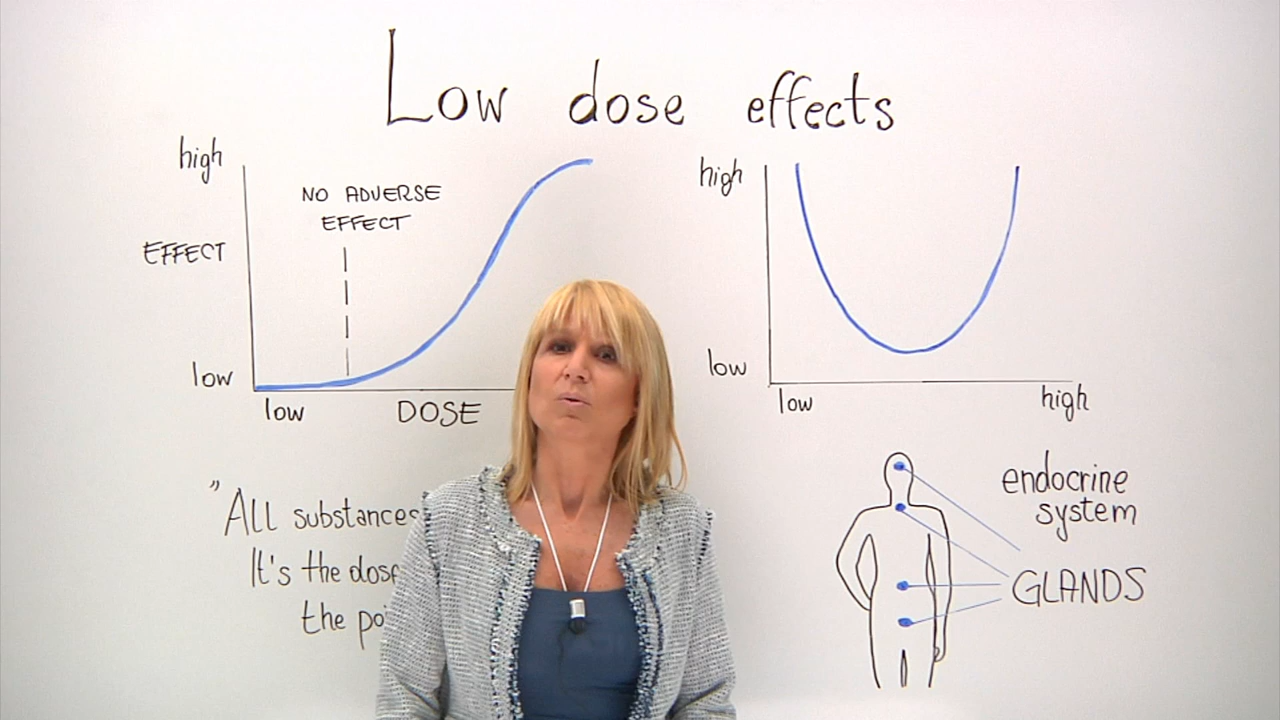 Low dose effects
high
NO ADVERSE
EFFECT
EFFECT
low
low DOSE
high
low
low high
" All substances
It's the dose
the
endocrine
system
GLANDS